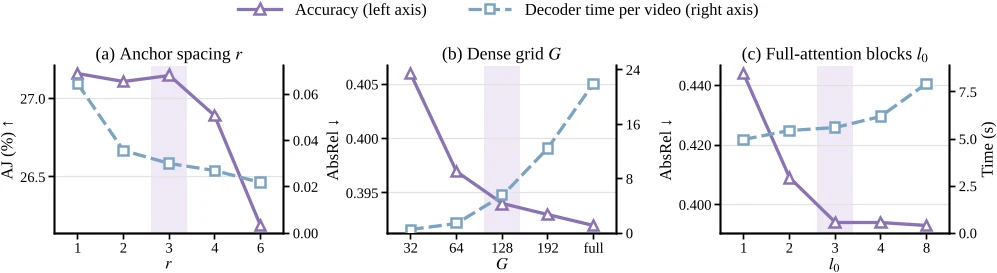 Accuracy (left axis) Decoder time per video (right axis)
(a) Anchor spacing r
AJ (%) ↑
27.0
26.5
0.06
0.04
0.02
0.00
1 2 3 4 6
r
(b) Dense grid G
AbsRel ↓
0.405
0.400
0.395
24
16
8
0
32 64 128 192 full
G
(c) Full-attention blocks l₀
AbsRel ↓
0.440
0.420
0.400
7.5
5.0
2.5
0.0
Time (s)
1 2 3 4 8
l₀